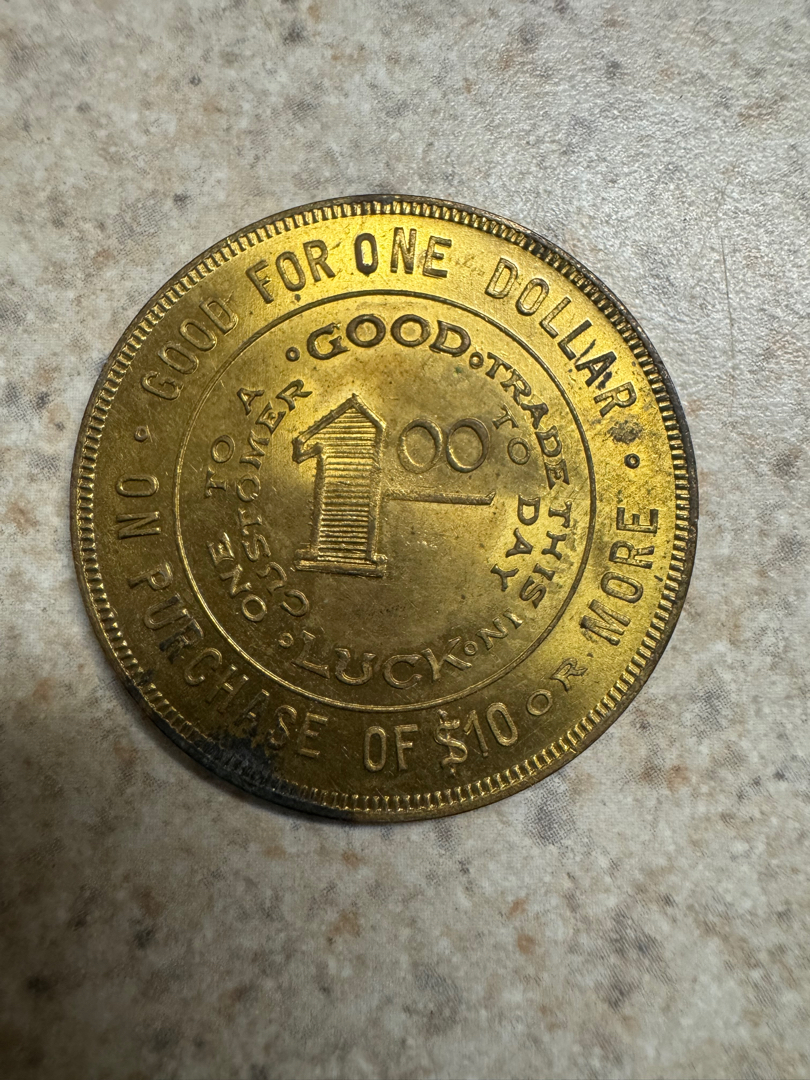 • GOOD FOR ONE DOLLAR •
ON PURCHASE OF $10 OR MORE
• GOOD •
LUCK
TRADE THIS IN
TO DAY
ONE TO A
CUSTOMER
1 00